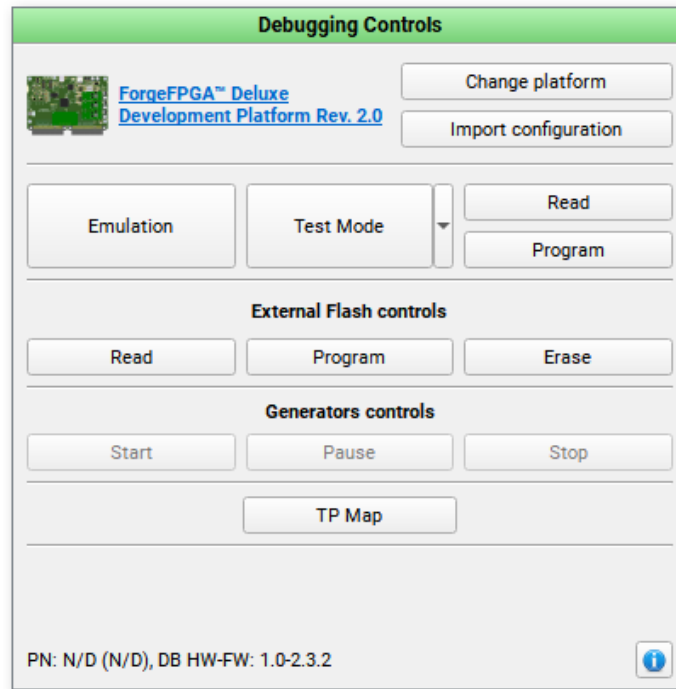 Debugging Controls
ForgeFPGA™ Deluxe
Development Platform Rev. 2.0
Change platform
Import configuration
Emulation
Test Mode
Read
Program
External Flash controls
Read
Program
Erase
Generators controls
Start
Pause
Stop
TP Map
PN: N/D (N/D), DB HW-FW: 1.0-2.3.2